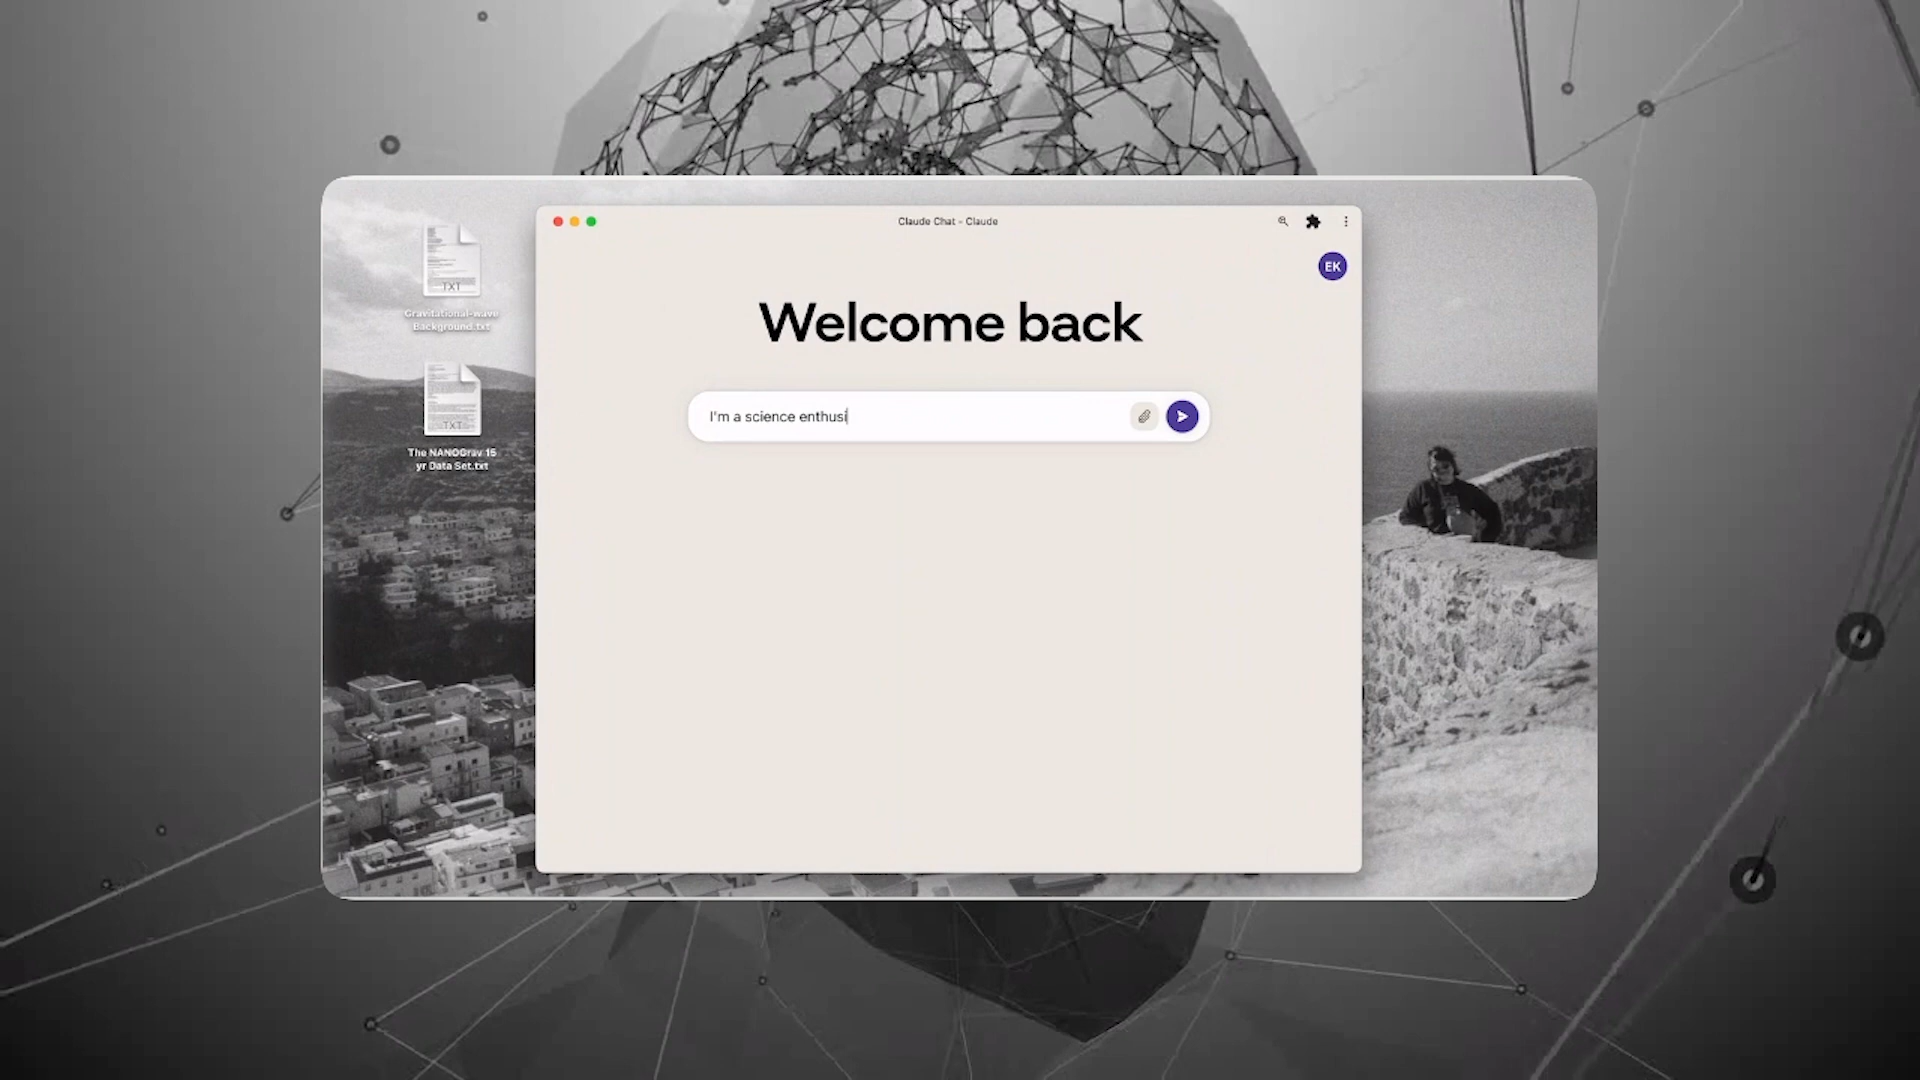 Claude Chat - Claude
EK
TXT
Gravitational-wave
Background.txt
Welcome back
I'm a science enthusi
TXT
The NANOGrav 15
yr Data Set.txt